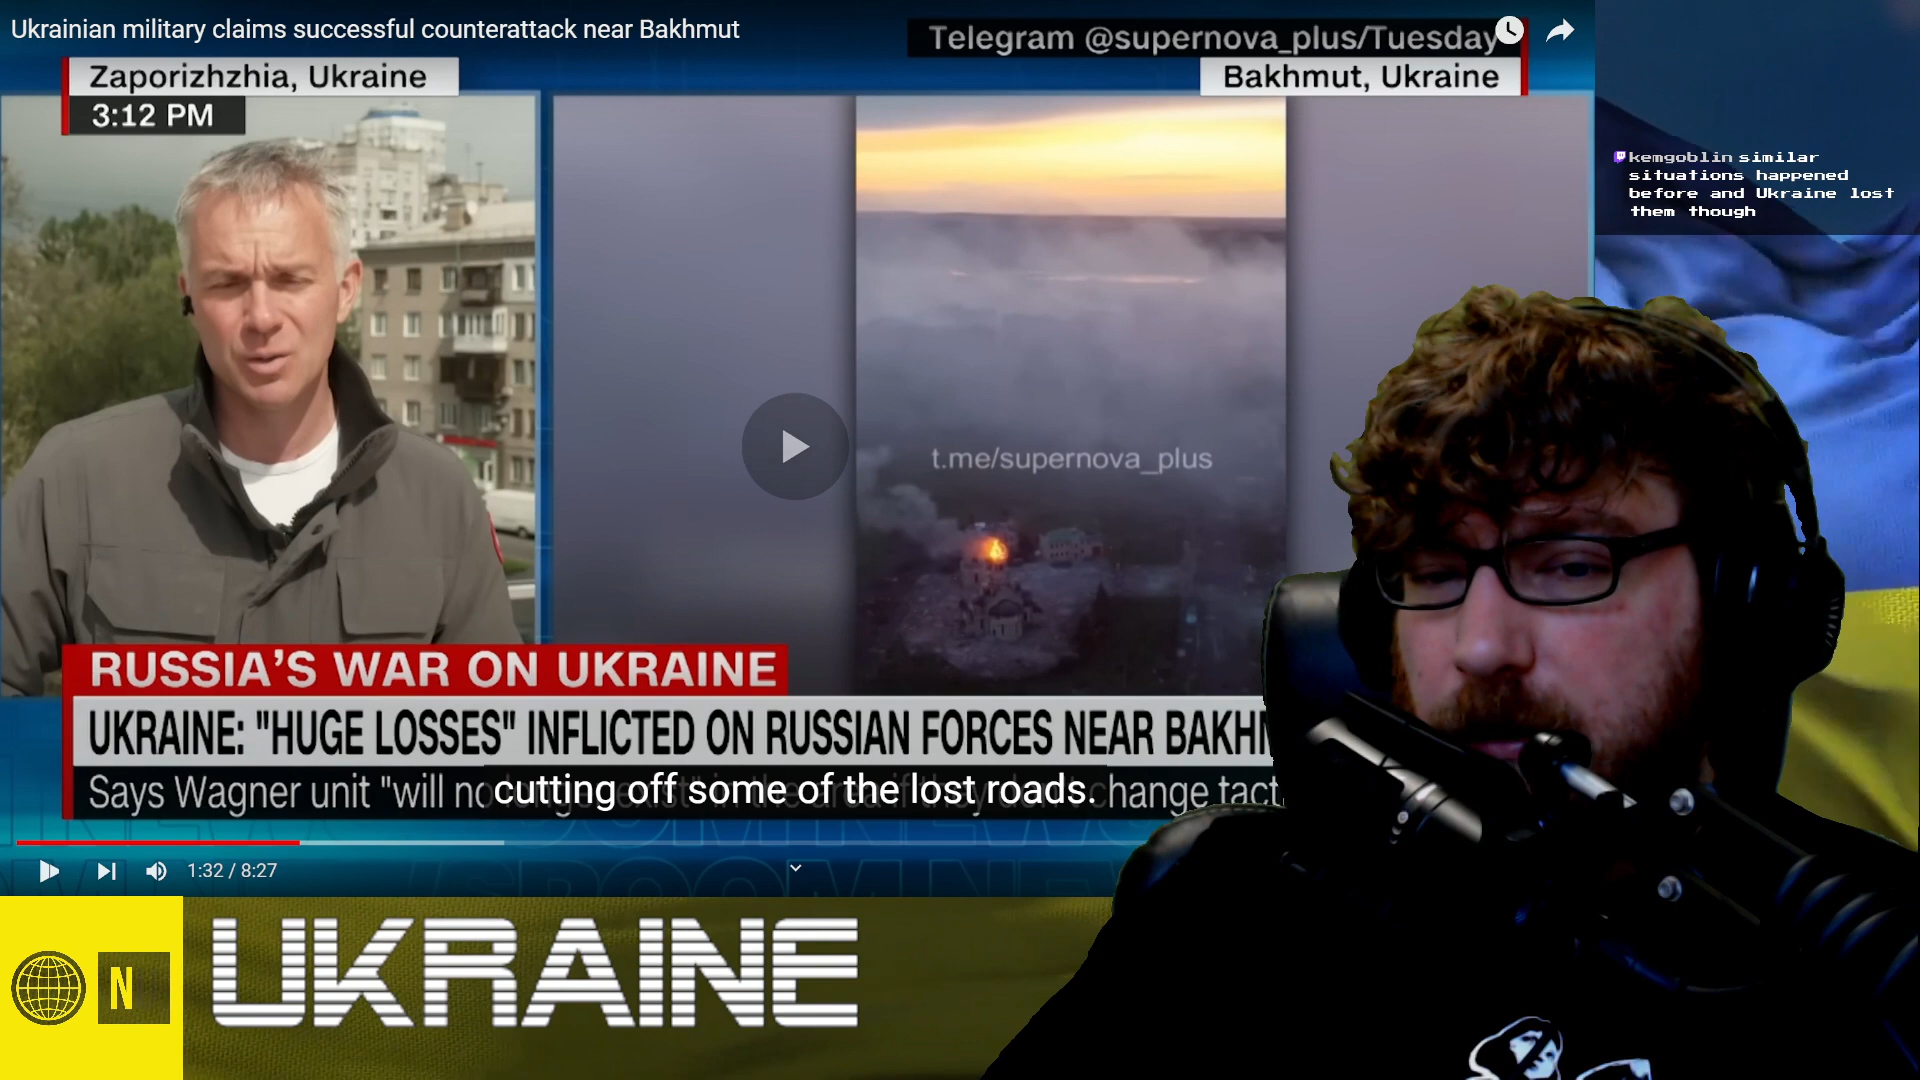 Ukrainian military claims successful counterattack near Bakhmut
Telegram @supernova_plus/Tuesday
Zaporizhzhia, Ukraine
3:12 PM
Bakhmut, Ukraine
kemgoblin similar
situations happened
before and Ukraine lost
them though
t.me/supernova_plus
RUSSIA'S WAR ON UKRAINE
UKRAINE: "HUGE LOSSES" INFLICTED ON RUSSIAN FORCES NEAR BAKHM
Says Wagner unit "will no
cutting off some of the lost roads.
change tact
1:32 / 8:27
N
UKRAINE